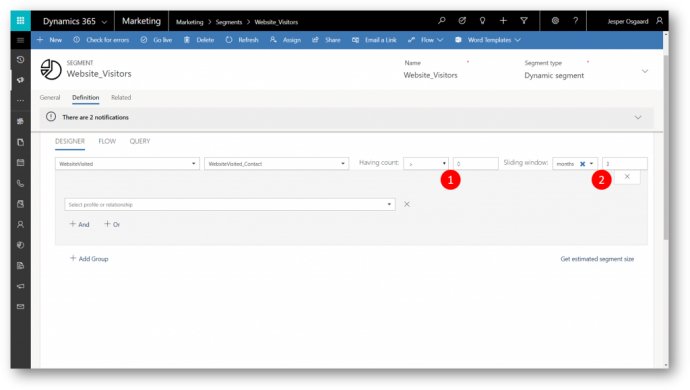 Dynamics 365 Marketing Marketing > Segments > Website_Visitors Jesper Osgaard
+ New Check for errors Go live Delete Refresh Assign Share Email a Link Flow Word Templates
SEGMENT
Website_Visitors
Name *
Website_Visitors
Segment type *
Dynamic segment
General Definition Related
There are 2 notifications
DESIGNER FLOW QUERY
WebsiteVisited WebsiteVisited_Contact Having count: Sliding window: months
1 2
Select profile or relationship
+ And + Or
+ Add Group Get estimated segment size